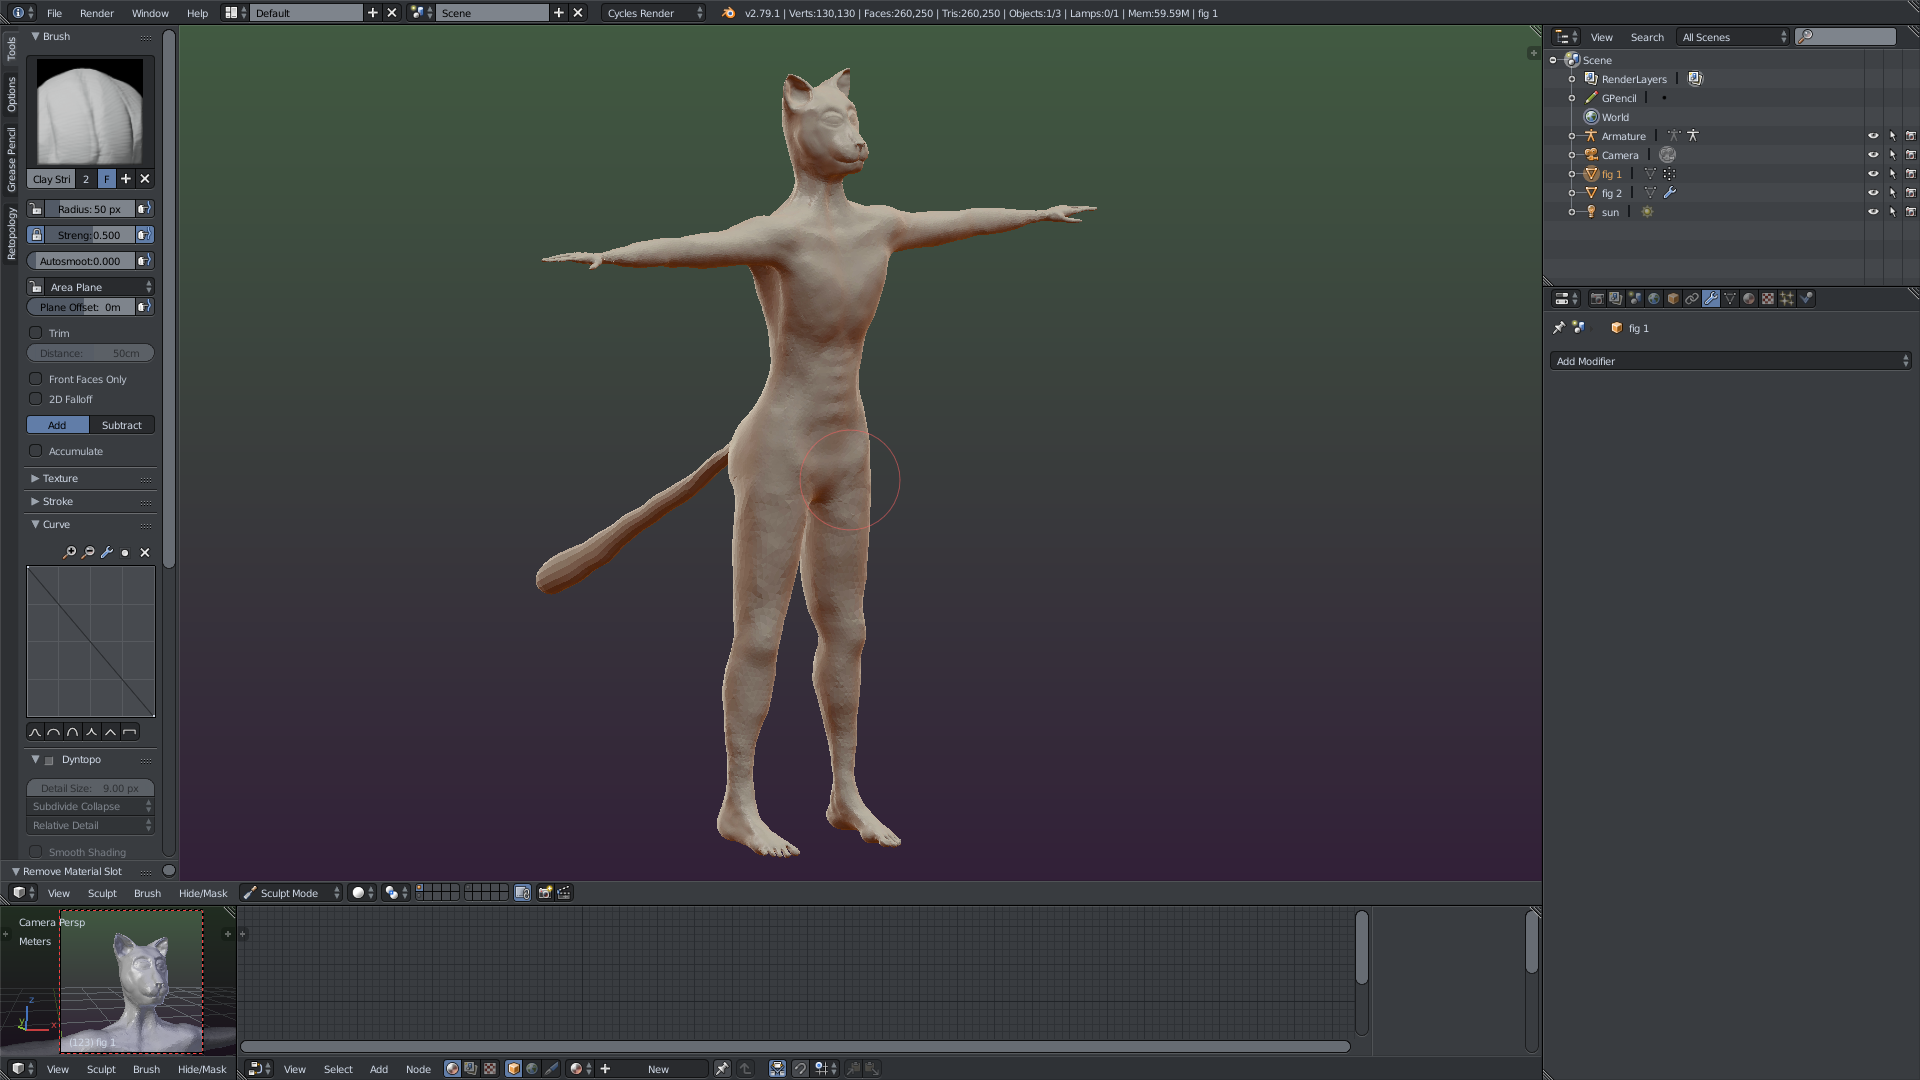 File Render Window Help Default Scene Cycles Render v2.79.1 | Verts:130,130 | Faces:260,250 | Tris:260,250 | Objects:1/3 | Lamps:0/1 | Mem:59.59M | fig 1
Tools
Options
Grease Pencil
Retopology
Brush
Clay Stri 2 F
Radius: 50 px
Streng: 0.500
Autosmoot: 0.000
Area Plane
Plane Offset: 0m
Trim
Distance: 50cm
Front Faces Only
2D Falloff
Add Subtract
Accumulate
Texture
Stroke
Curve
Dyntopo
Detail Size: 9.00 px
Subdivide Collapse
Relative Detail
Smooth Shading
Remove Material Slot
View Sculpt Brush Hide/Mask Sculpt Mode
Camera Persp
Meters
z
y
x
(123) fig 1
View Sculpt Brush Hide/Mask
View Select Add Node New
View Search All Scenes
Scene
RenderLayers
GPencil
World
Armature
Camera
fig 1
fig 2
sun
fig 1
Add Modifier